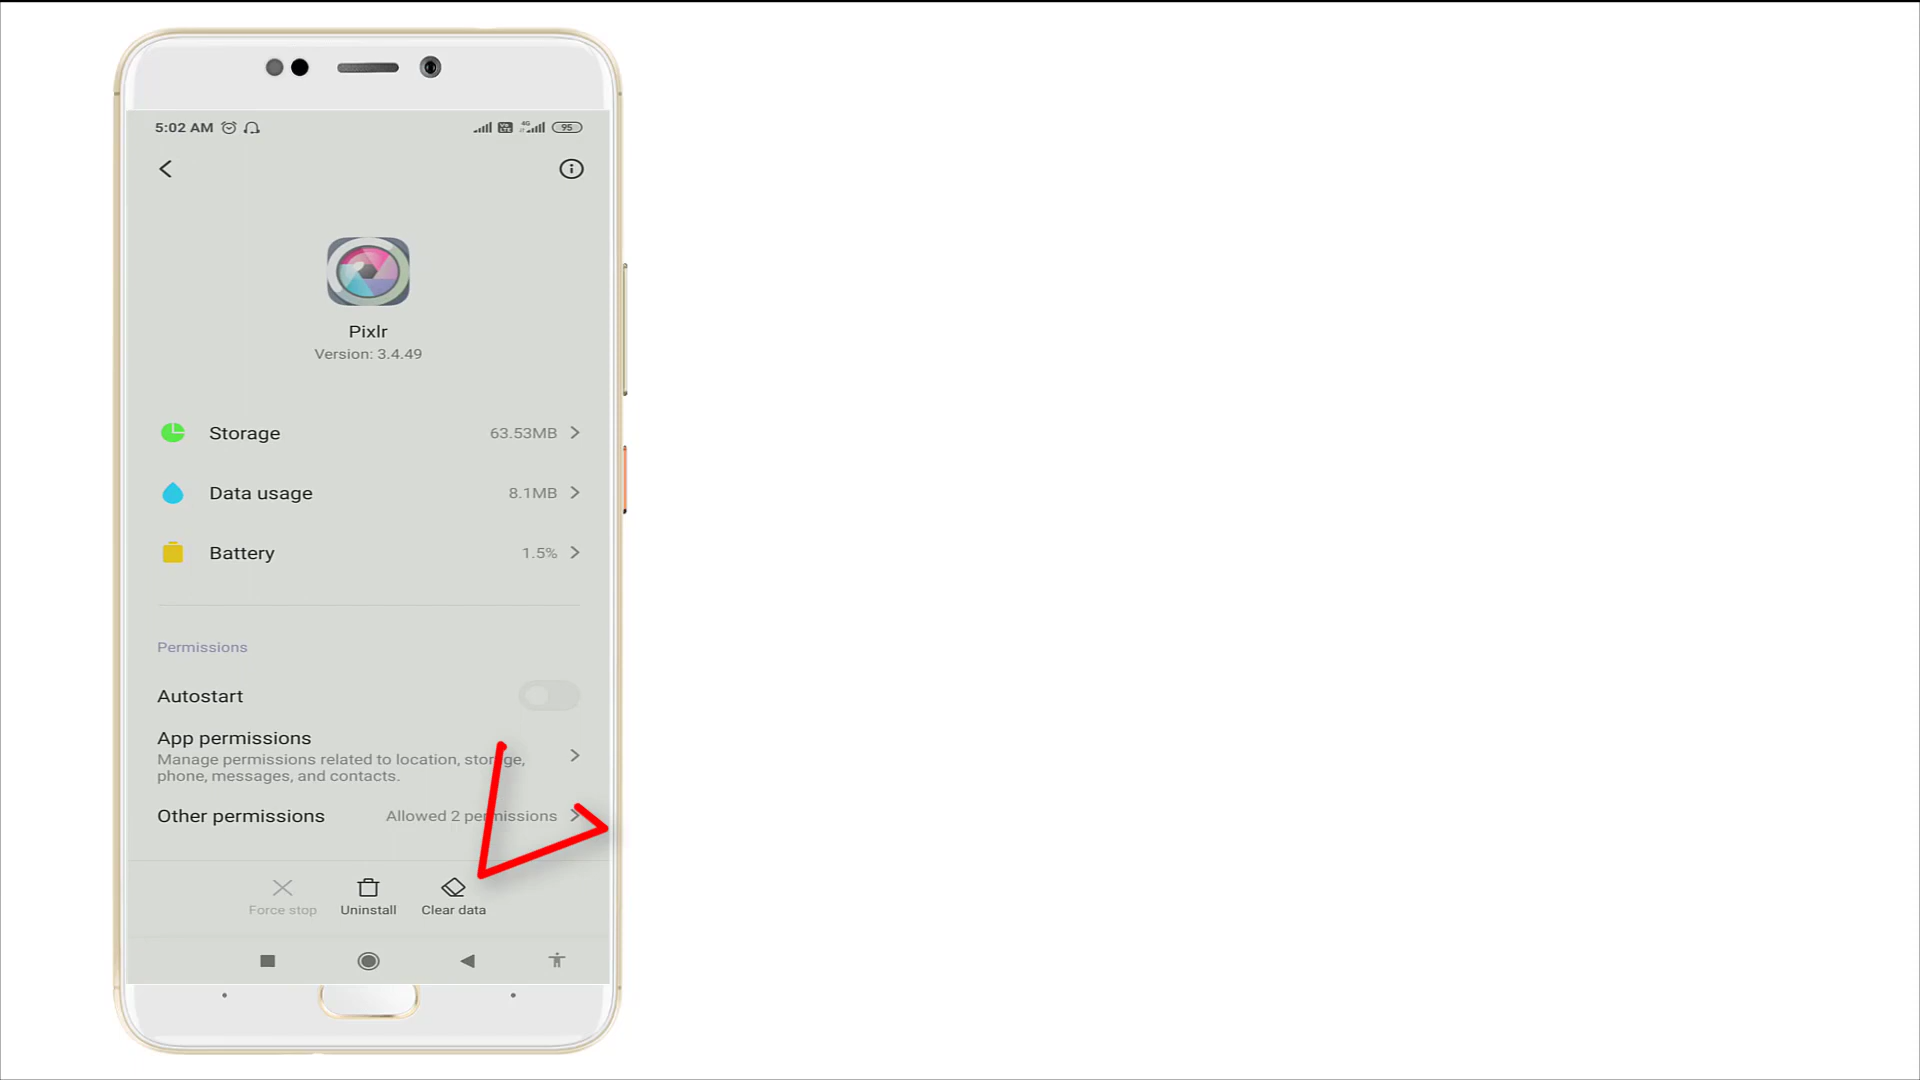 5:02 AM 4G 95
Pixlr
Version: 3.4.49
Storage 63.53MB
Data usage 8.1MB
Battery 1.5%
Permissions
Autostart
App permissions
Manage permissions related to location, storage,
phone, messages, and contacts.
Other permissions Allowed 2 permissions
Force stop Uninstall Clear data